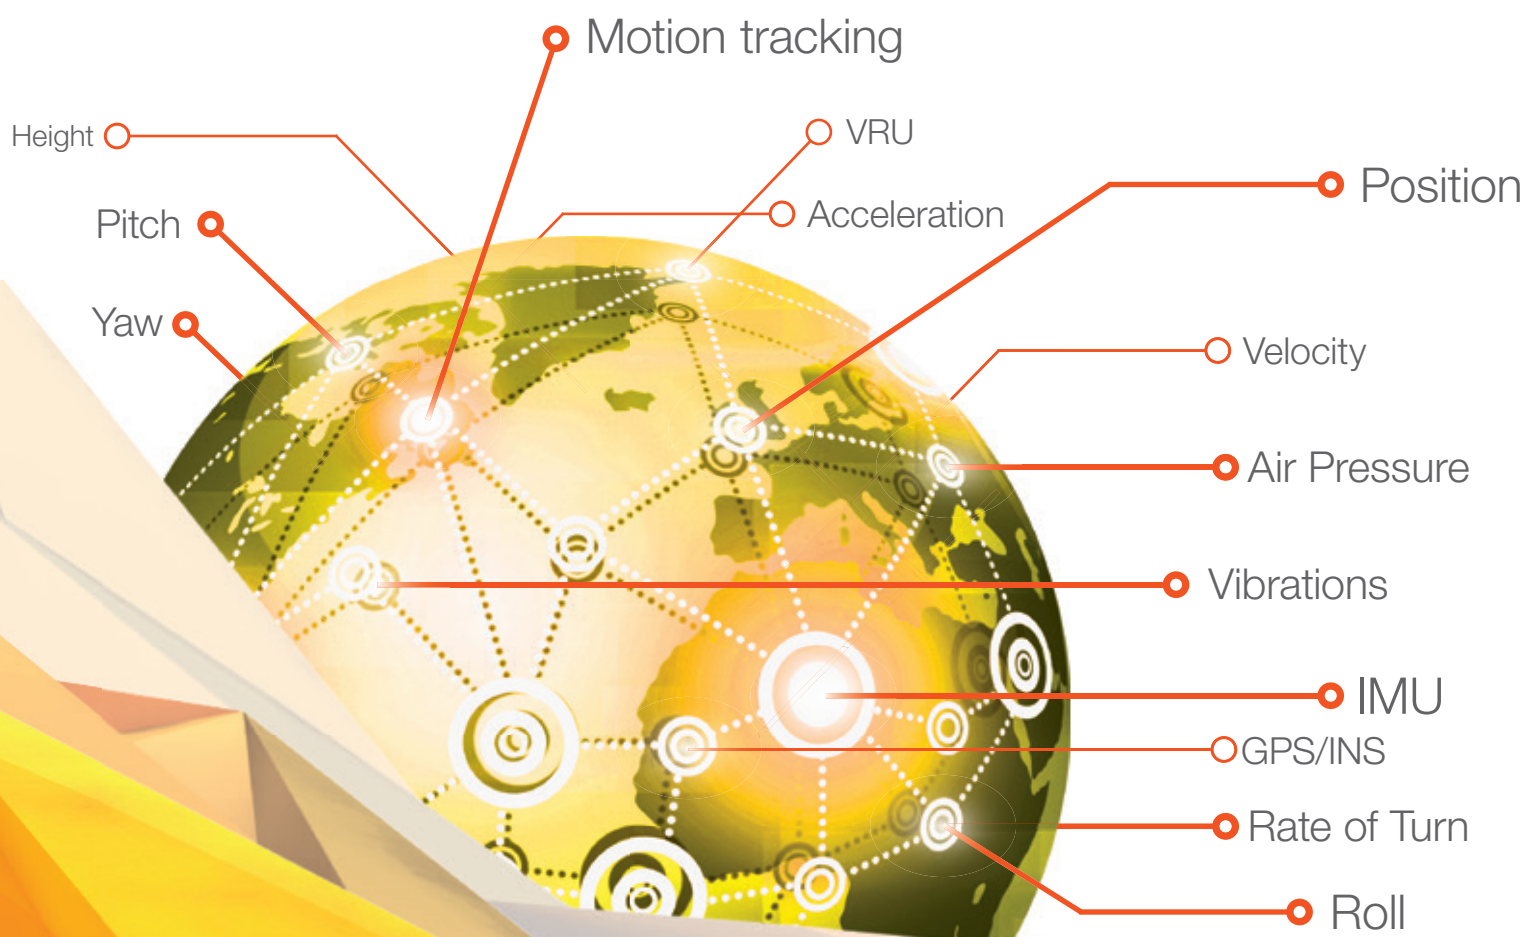 Motion tracking
Height
VRU
Position
Pitch
Acceleration
Yaw
Velocity
Air Pressure
Vibrations
IMU
GPS/INS
Rate of Turn
Roll